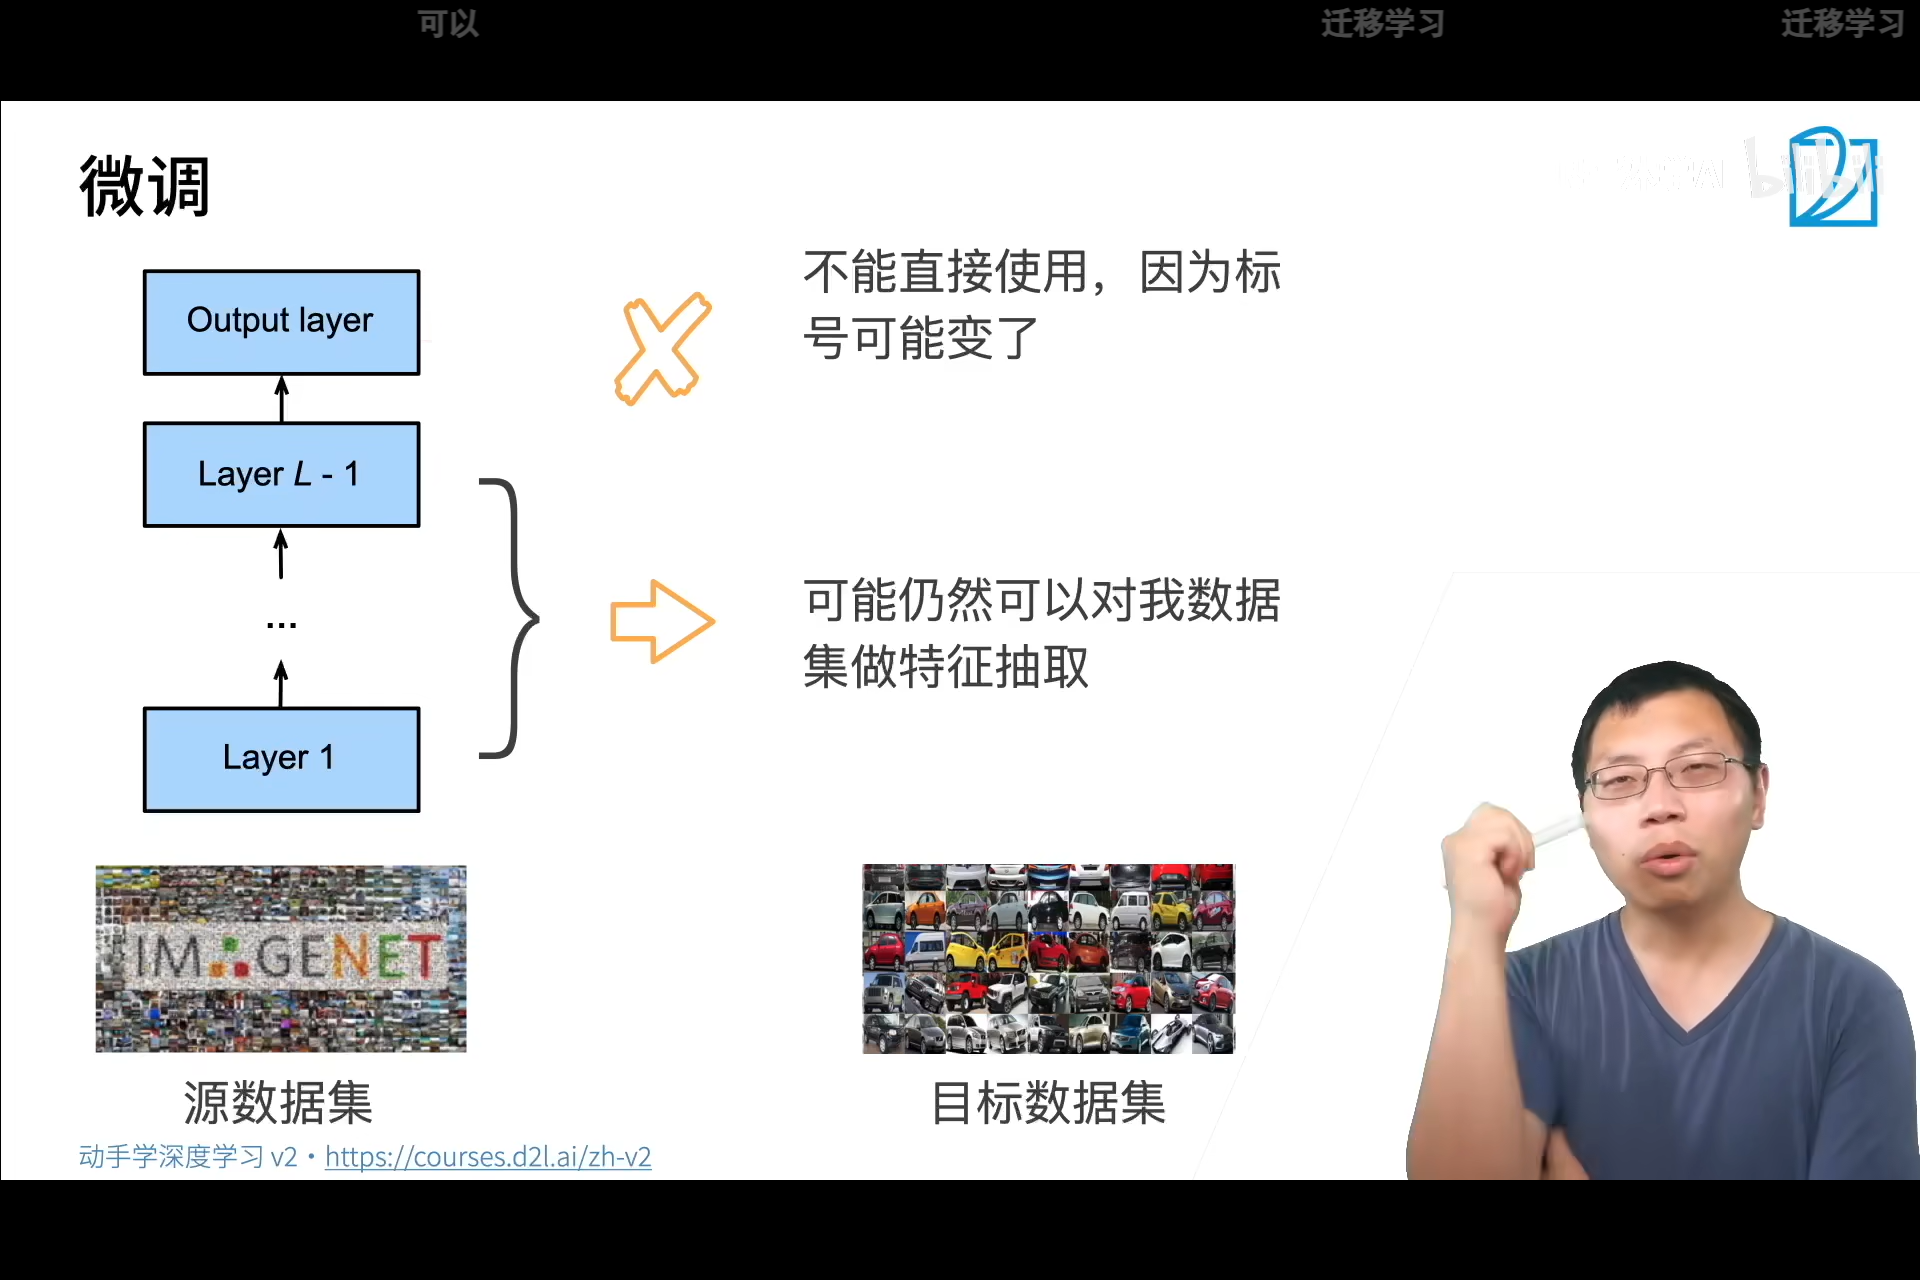 可以 迁移学习 迁移学习
微调
bilibili
Output layer
不能直接使用，因为标
号可能变了
Layer L - 1
...
可能仍然可以对我数据
集做特征抽取
Layer 1
IMAGENET
源数据集
目标数据集
动手学深度学习 v2 • https://courses.d2l.ai/zh-v2